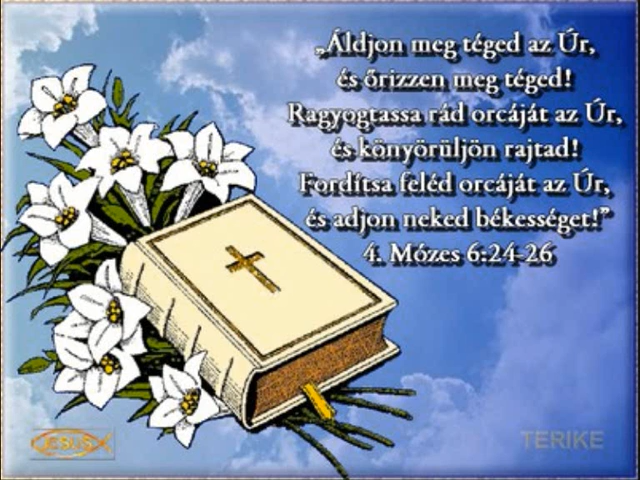 „Áldjon meg téged az Úr,
és őrizzen meg téged!
Ragyogtassa rád orcáját az Úr,
és könyörüljön rajtad!
Fordítsa feléd orcáját az Úr,
és adjon neked békességet!”
4. Mózes 6:24-26
JESUS
TERIKE